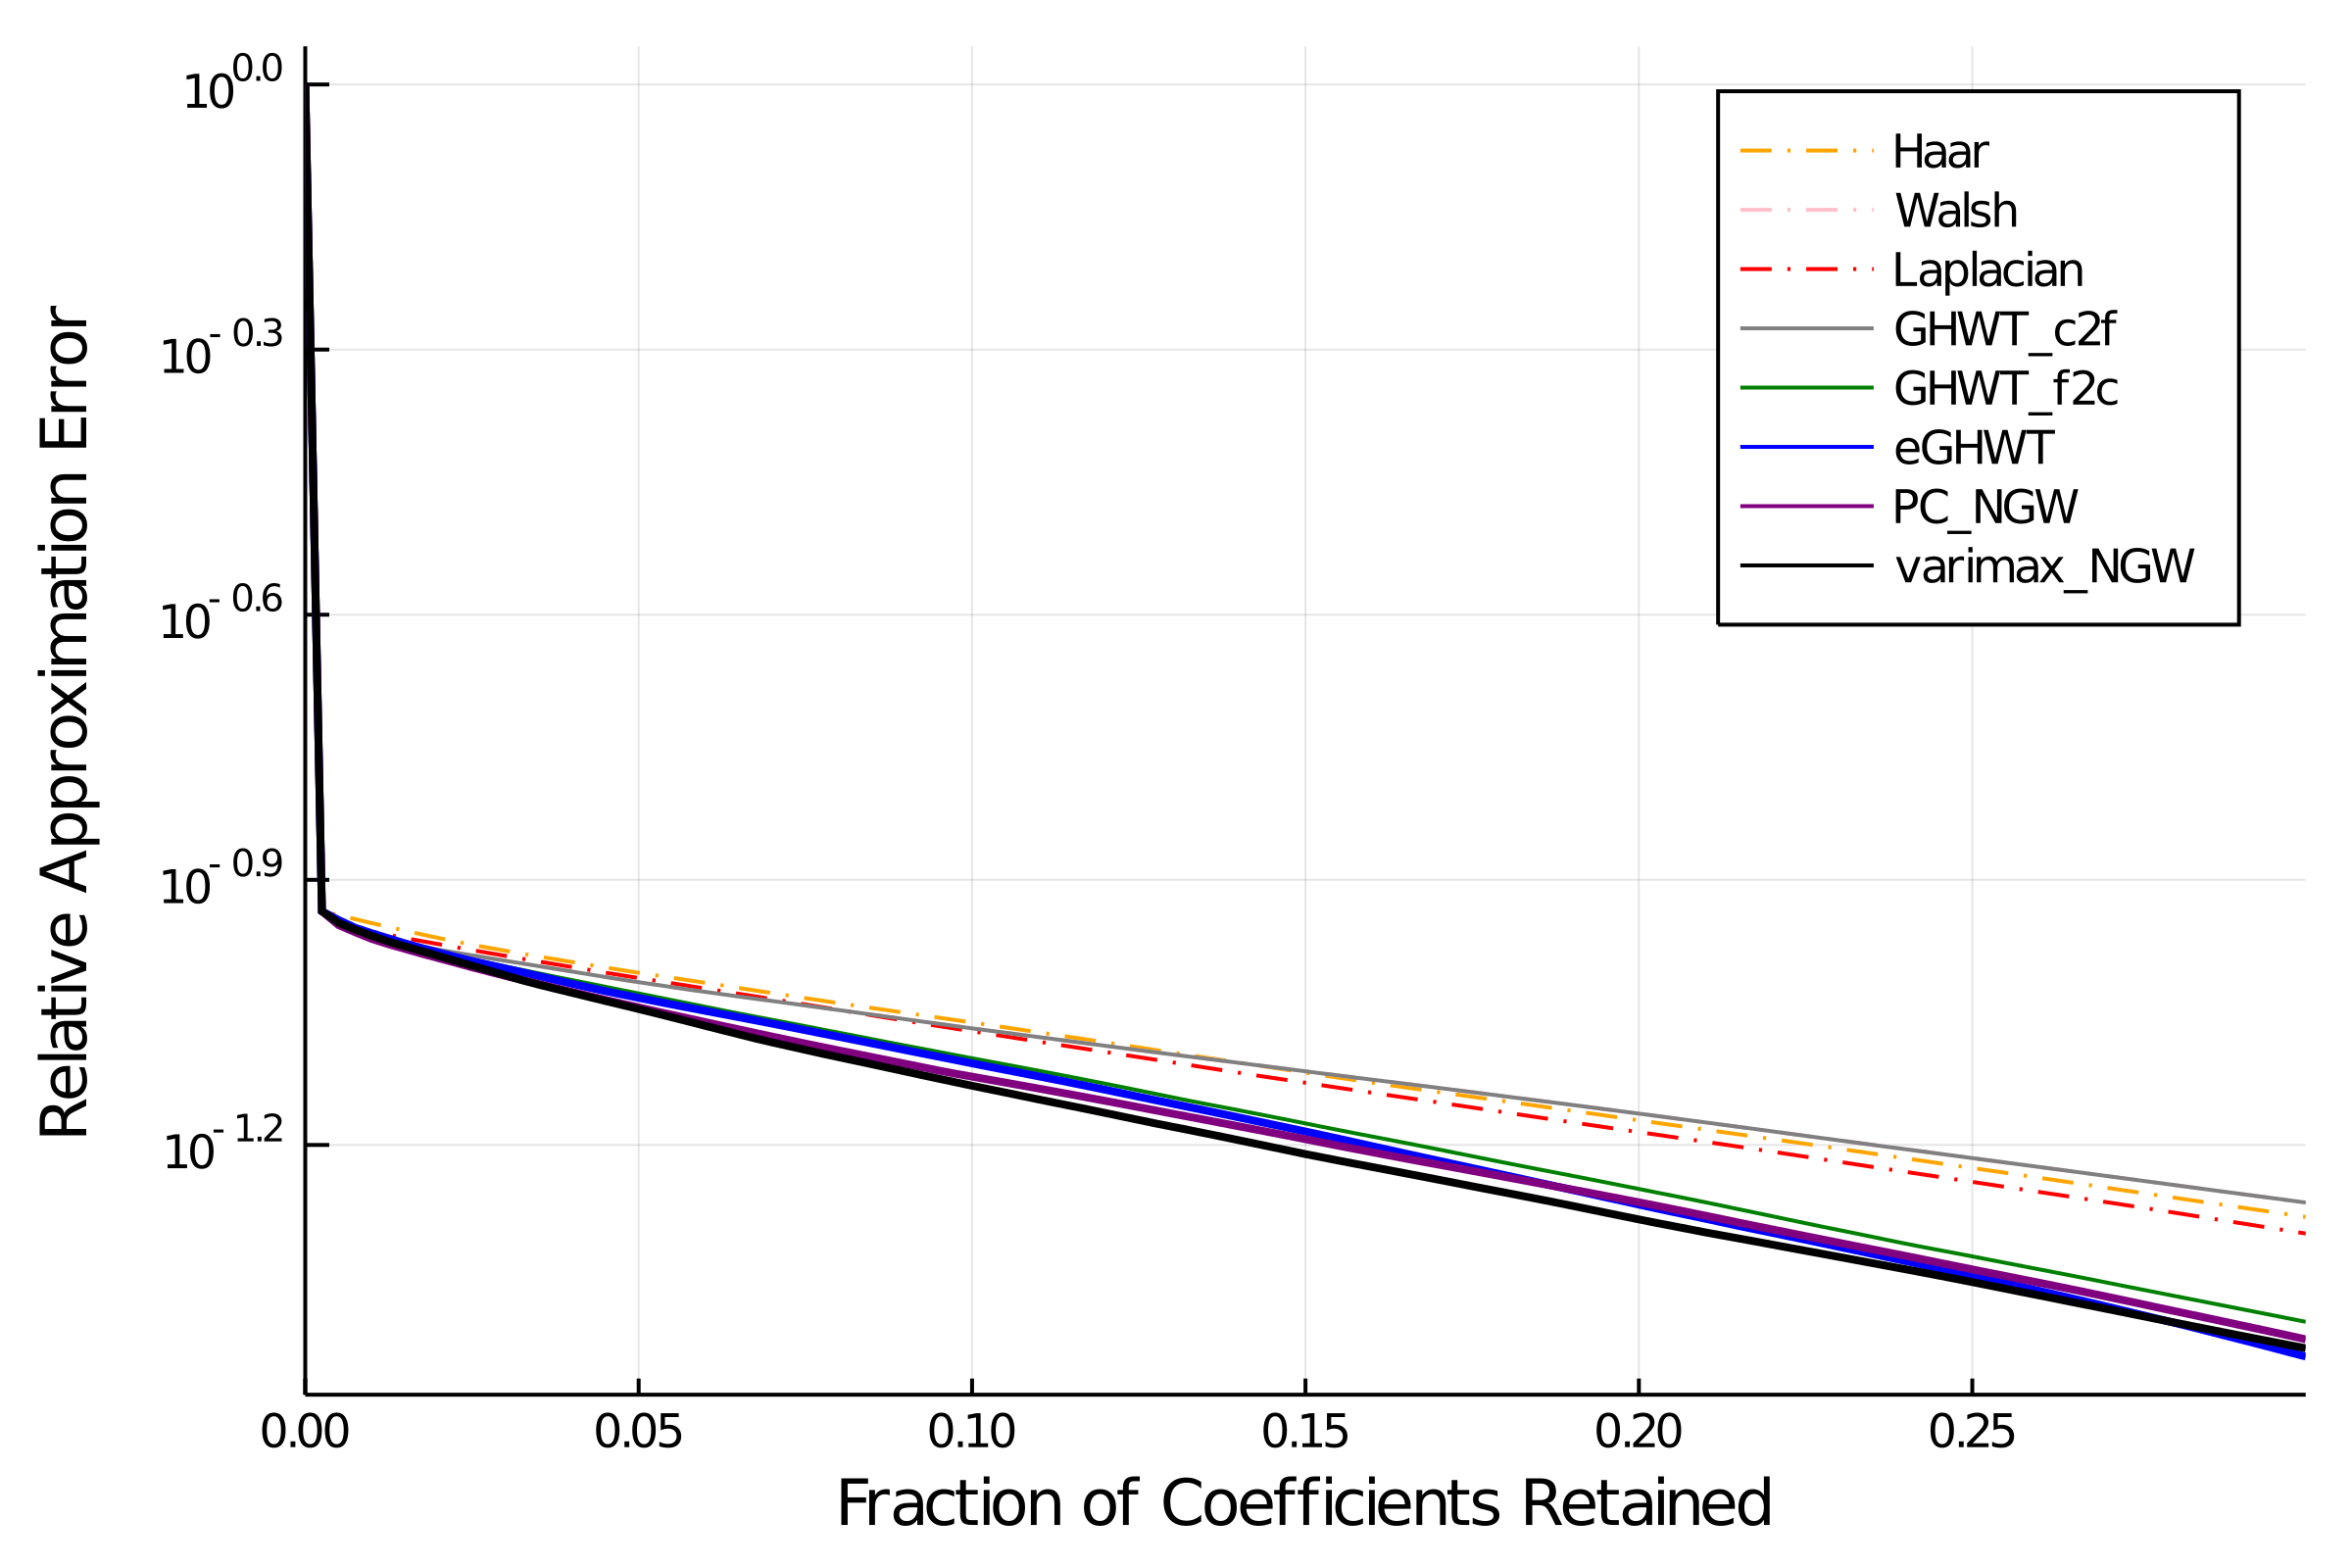 10^0.0
10^- 0.3
10^- 0.6
10^- 0.9
10^- 1.2
Relative Approximation Error
Haar
Walsh
Laplacian
GHWT_c2f
GHWT_f2c
eGHWT
PC_NGW
varimax_NGW
0.00 0.05 0.10 0.15 0.20 0.25
Fraction of Coefficients Retained